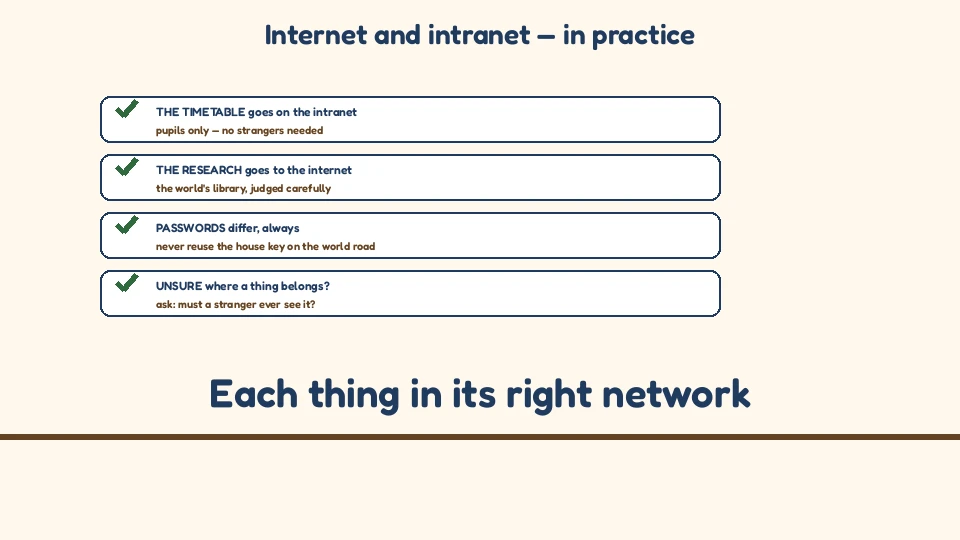 Internet and intranet — in practice
THE TIMETABLE goes on the intranet
pupils only — no strangers needed
THE RESEARCH goes to the internet
the world's library, judged carefully
PASSWORDS differ, always
never reuse the house key on the world road
UNSURE where a thing belongs?
ask: must a stranger ever see it?
Each thing in its right network